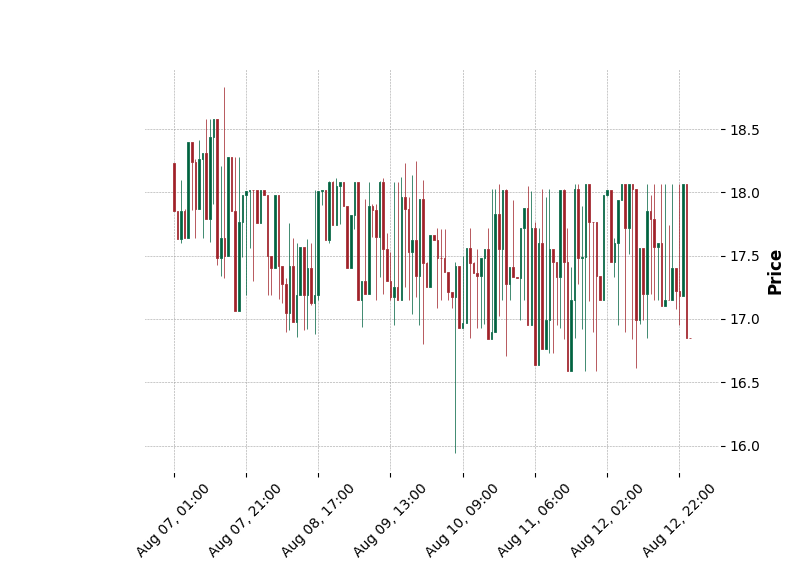 18.5
18.0
17.5
17.0
16.5
16.0
Price
Aug 07, 01:00
Aug 07, 21:00
Aug 08, 17:00
Aug 09, 13:00
Aug 10, 09:00
Aug 11, 06:00
Aug 12, 02:00
Aug 12, 22:00